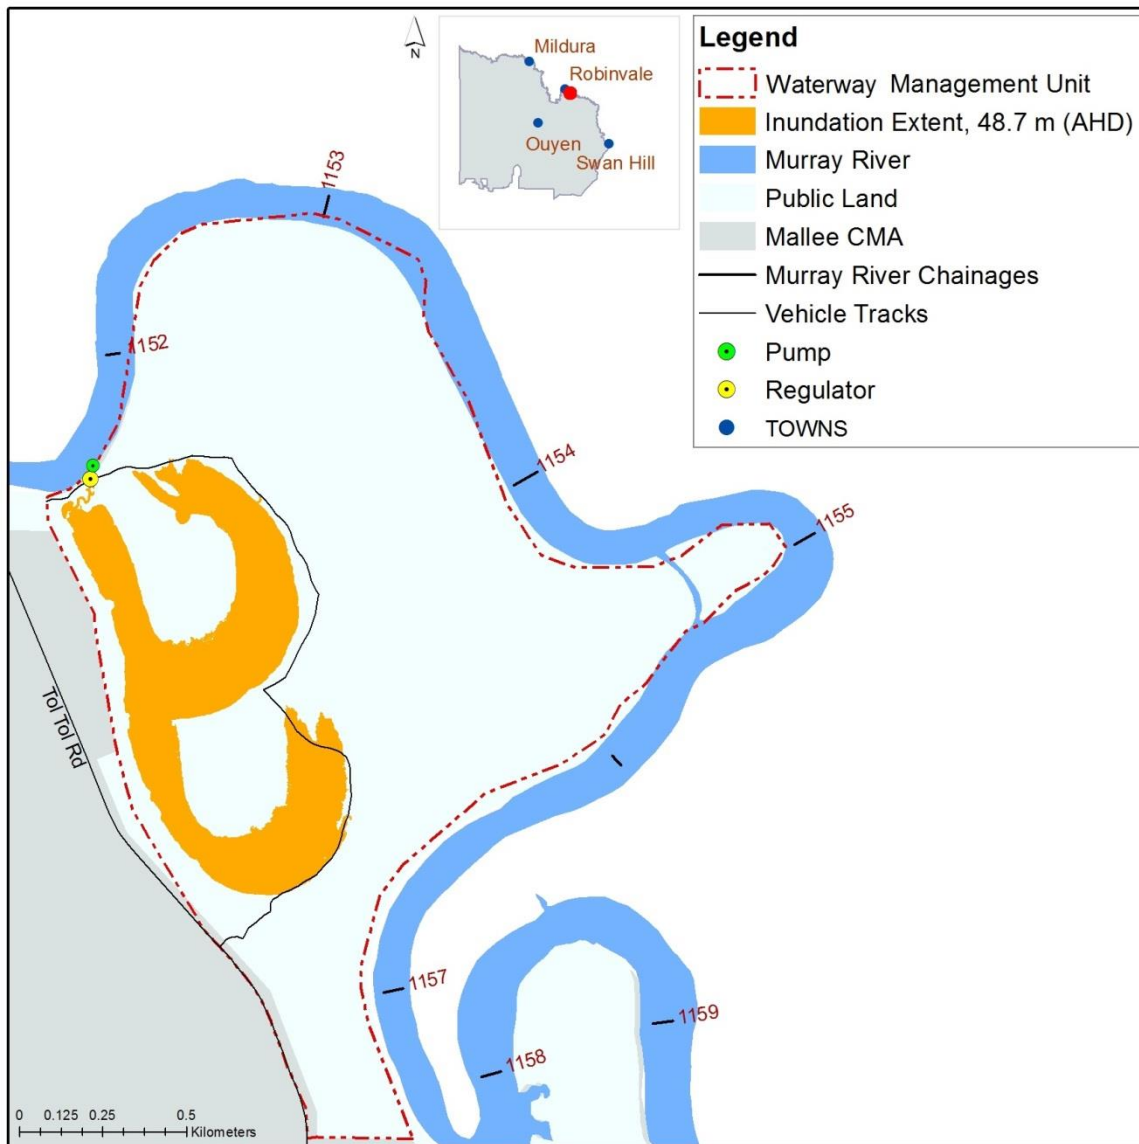 N
Mildura
Robinvale
Ouyen
Swan Hill
Legend
Waterway Management Unit
Inundation Extent, 48.7 m (AHD)
Murray River
Public Land
Mallee CMA
Murray River Chainages
Vehicle Tracks
Pump
Regulator
TOWNS
1153
1152
1154
1155
Tol Tol Rd
1157
1159
1158
0 0.125 0.25 0.5
Kilometers